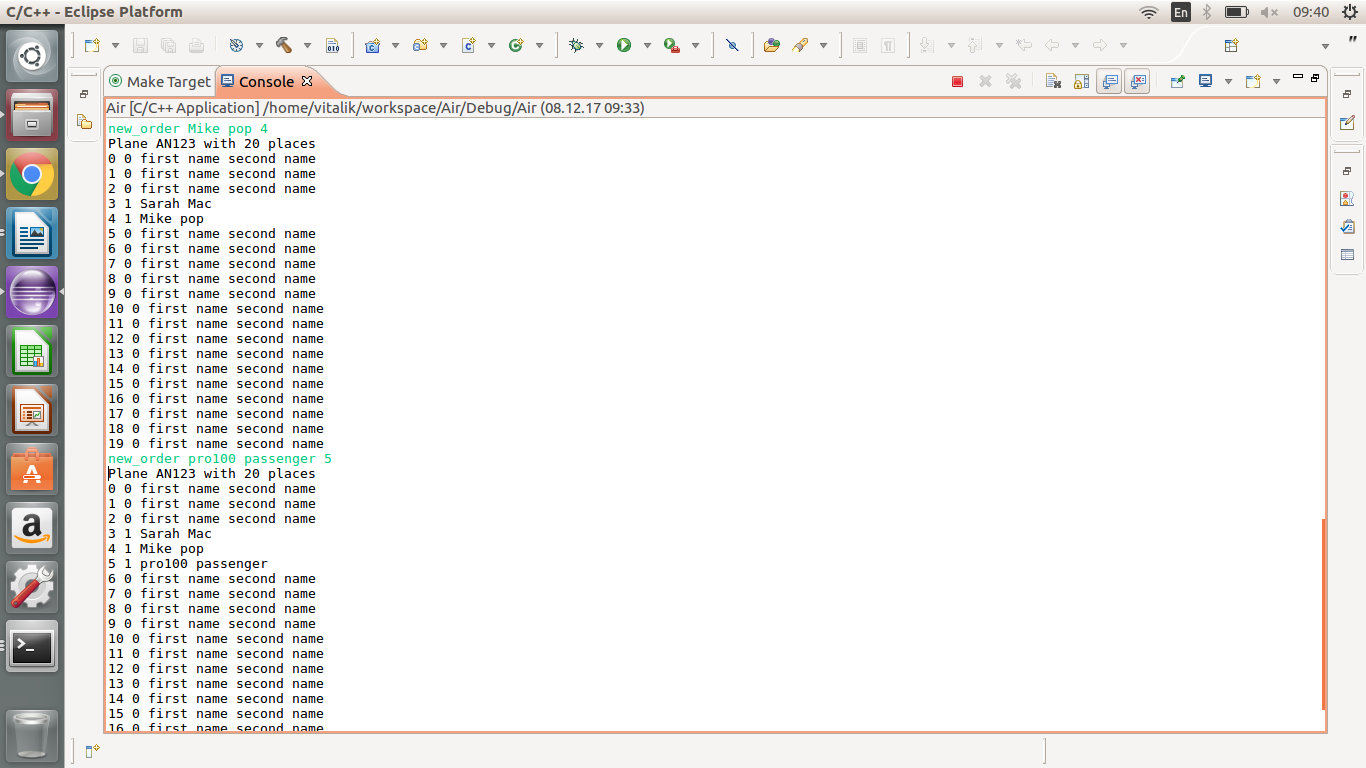 C/C++ - Eclipse Platform
En
09:40
010
Make Target
Console
Air [C/C++ Application] /home/vitalik/workspace/Air/Debug/Air (08.12.17 09:33)
new_order Mike pop 4
Plane AN123 with 20 places
0 0 first name second name
1 0 first name second name
2 0 first name second name
3 1 Sarah Mac
4 1 Mike pop
5 0 first name second name
6 0 first name second name
7 0 first name second name
8 0 first name second name
9 0 first name second name
10 0 first name second name
11 0 first name second name
12 0 first name second name
13 0 first name second name
14 0 first name second name
15 0 first name second name
16 0 first name second name
17 0 first name second name
18 0 first name second name
19 0 first name second name
new_order pro100 passenger 5
Plane AN123 with 20 places
0 0 first name second name
1 0 first name second name
2 0 first name second name
3 1 Sarah Mac
4 1 Mike pop
5 1 pro100 passenger
6 0 first name second name
7 0 first name second name
8 0 first name second name
9 0 first name second name
10 0 first name second name
11 0 first name second name
12 0 first name second name
13 0 first name second name
14 0 first name second name
15 0 first name second name
16 0 first name second name